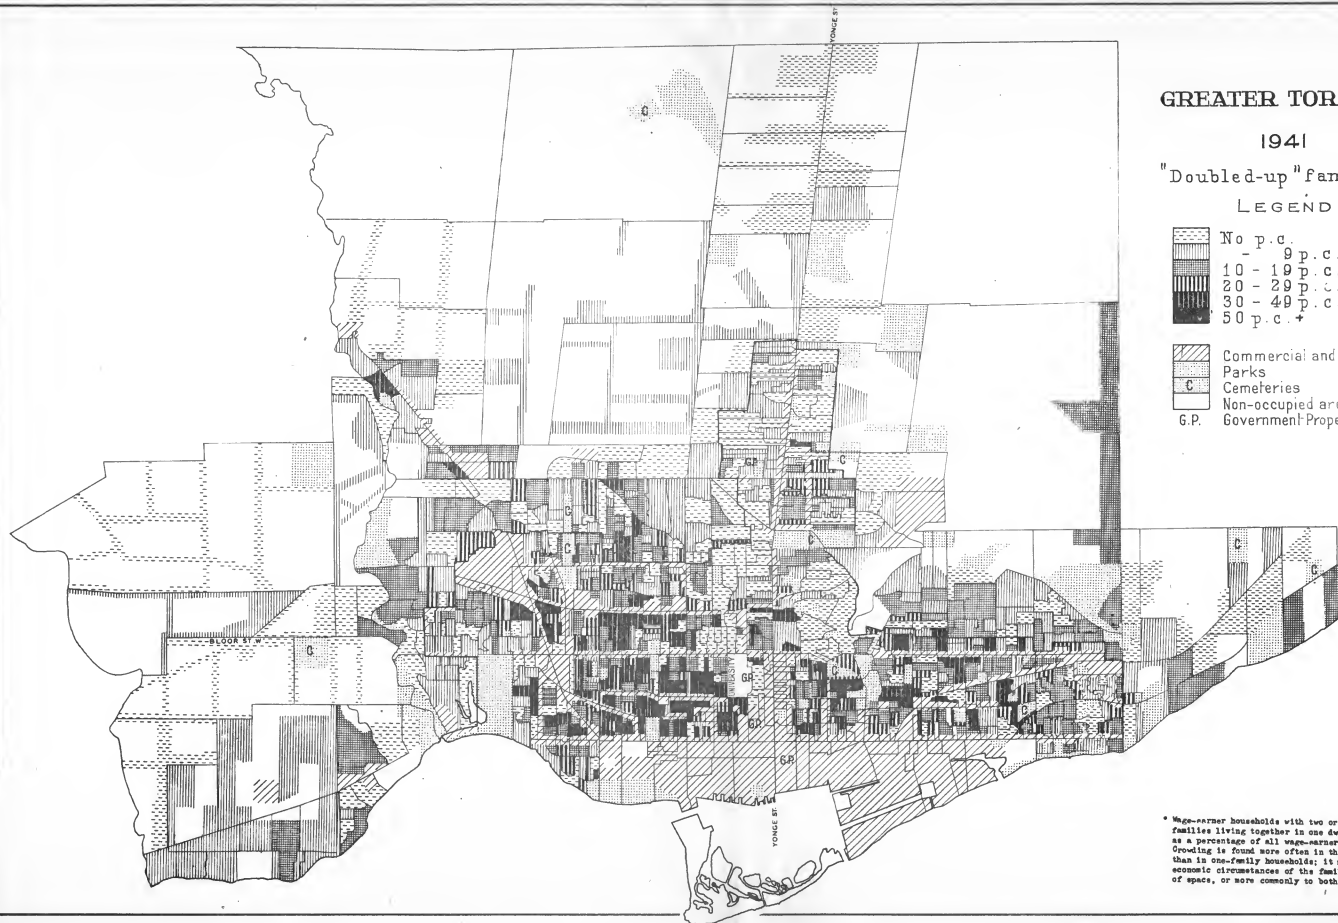 YONGE ST
GREATER TOR
1941
"Doubled-up" fam
LEGEND
No p.c.
- 9 p.c.
10 - 19 p.c
20 - 29 p.c.
30 - 49 p.c
50 p.c. +
Commercial and
Parks
C Cemeteries
Non-occupied are
G.P. Government Prope
C
G.P.
C
C
C
C
C
C
BLOOR ST. W.
C
G.P.
C
G.P.
C
G.P.
YONGE ST.
* Wage-earner households with two or
families living together in one dw
as a percentage of all wage-earner
Crowding is found more often in th
than in one-family households; it
economic circumstances of the fami
of space, or more commonly to both